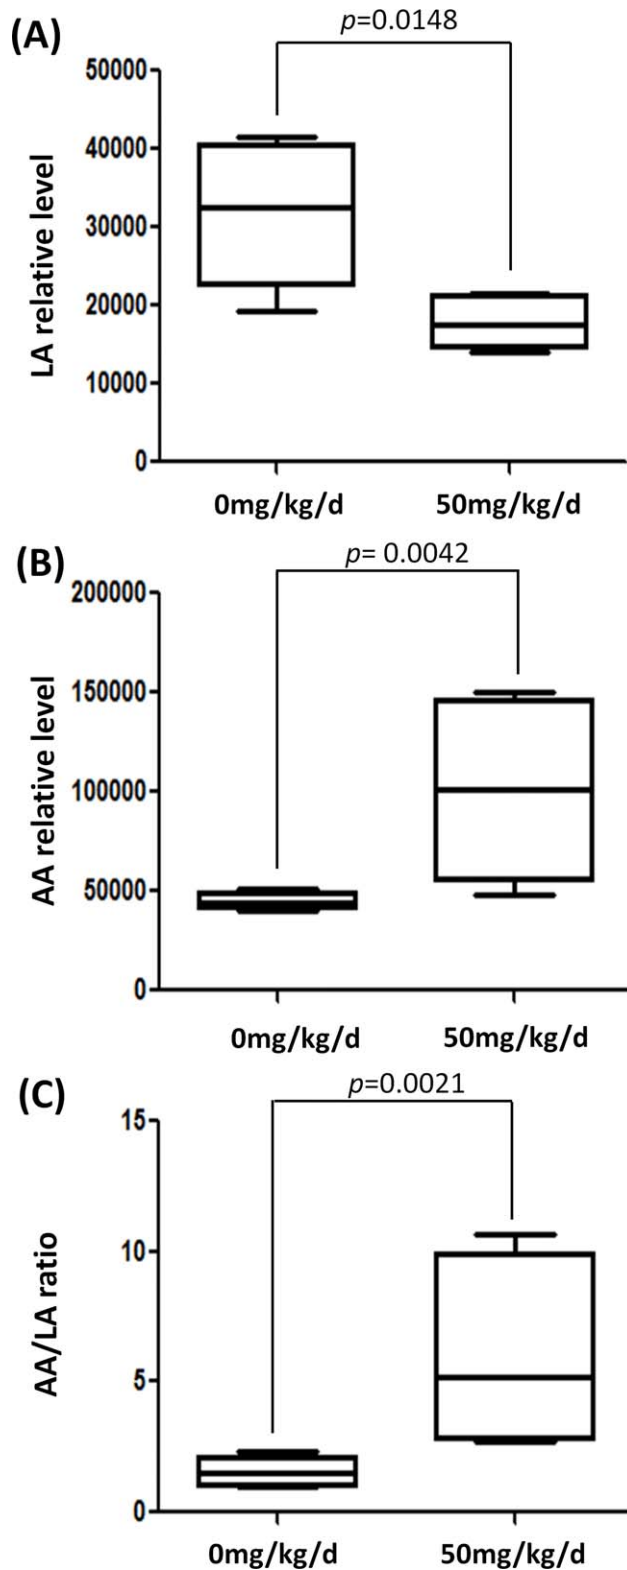 (A)
p=0.0148
50000
40000
30000
20000
10000
0
LA relative level
0mg/kg/d
50mg/kg/d
(B)
p= 0.0042
200000
150000
100000
50000
0
AA relative level
0mg/kg/d
50mg/kg/d
(C)
p=0.0021
15
10
5
0
AA/LA ratio
0mg/kg/d
50mg/kg/d